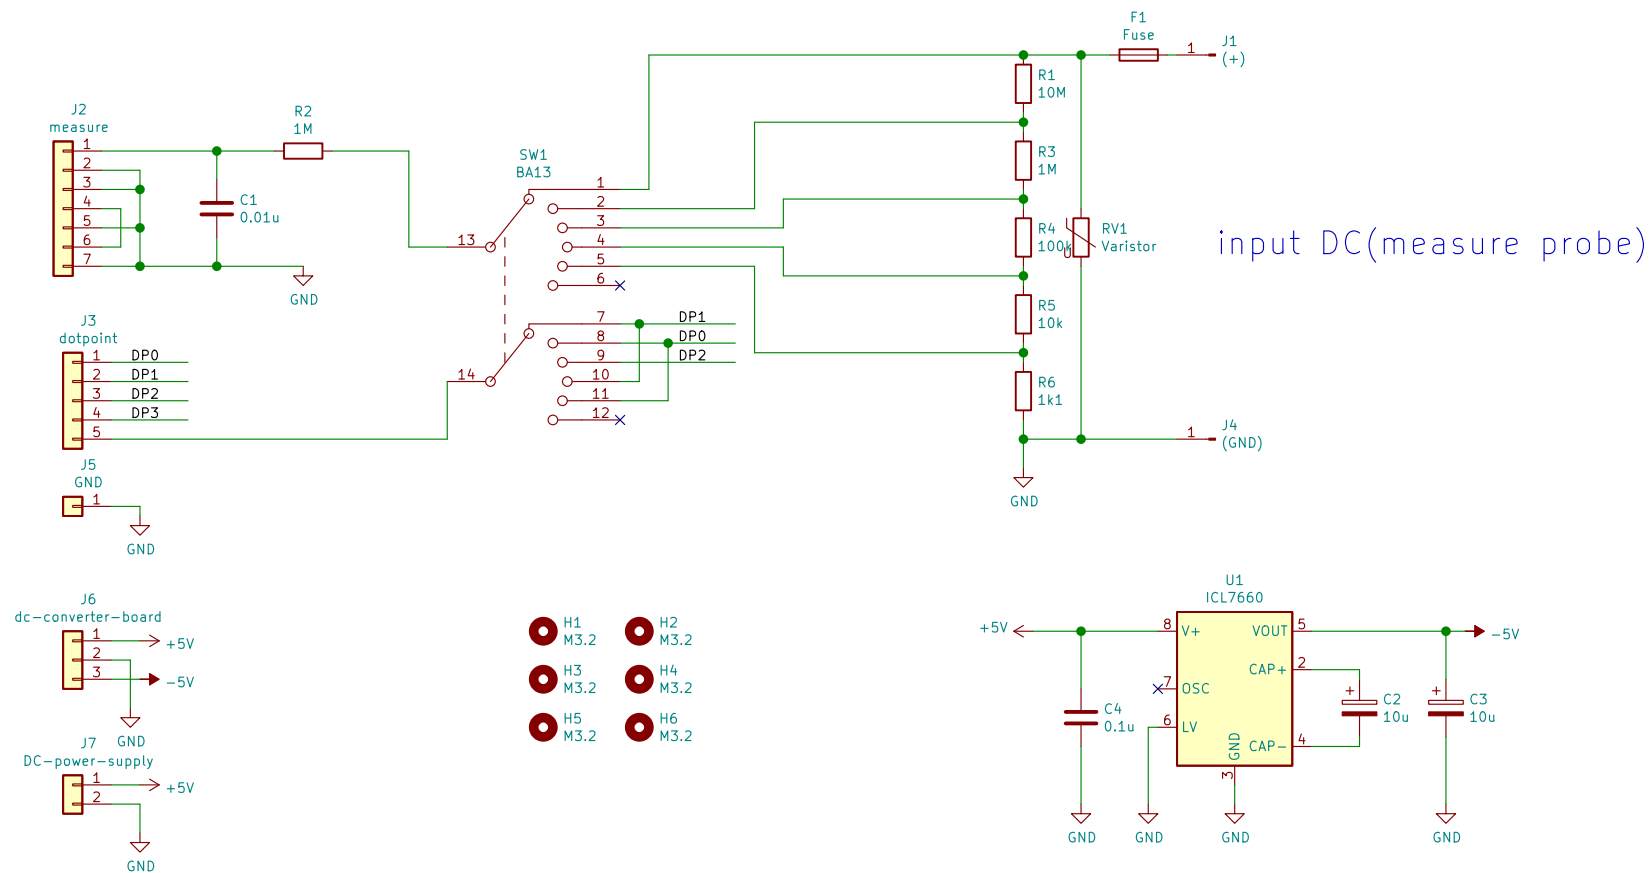 F1
Fuse
1
J1
(+)
R1
10M
J2
measure
1
2
3
4
5
6
7
R2
1M
C1
0.01u
GND
SW1
BA13
13
1
2
3
4
5
6
R3
1M
R4
100k
U
RV1
Varistor
input DC(measure probe)
R5
10k
R6
1k1
J3
dotpoint
1
2
3
4
5
DP0
DP1
DP2
DP3
14
7
8
9
10
11
12
DP1
DP0
DP2
1
J4
(GND)
GND
J5
GND
1
GND
J6
dc-converter-board
1
2
3
+5V
-5V
GND
J7
DC-power-supply
1
2
+5V
GND
H1
M3.2
H2
M3.2
H3
M3.2
H4
M3.2
H5
M3.2
H6
M3.2
U1
ICL7660
+5V
8
V+
VOUT
5
-5V
CAP+
2
7
OSC
6
LV
GND
3
CAP-
4
+
C2
10u
+
C3
10u
C4
0.1u
GND
GND
GND
GND